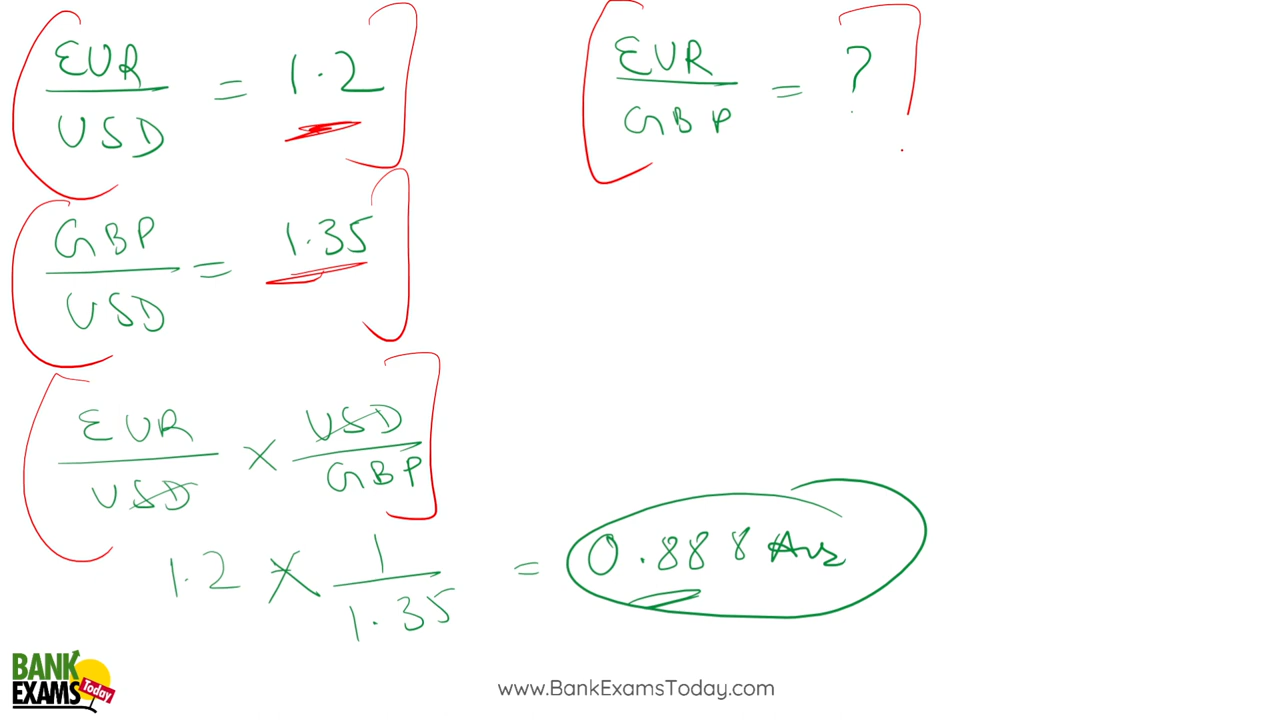 EUR/USD = 1.2
EUR/GBP = ?
GBP/USD = 1.35
EUR/USD × USD/GBP
1.2 × 1/1.35 = 0.888 Ans
BANK
EXAMS Today
www.BankExamsToday.com